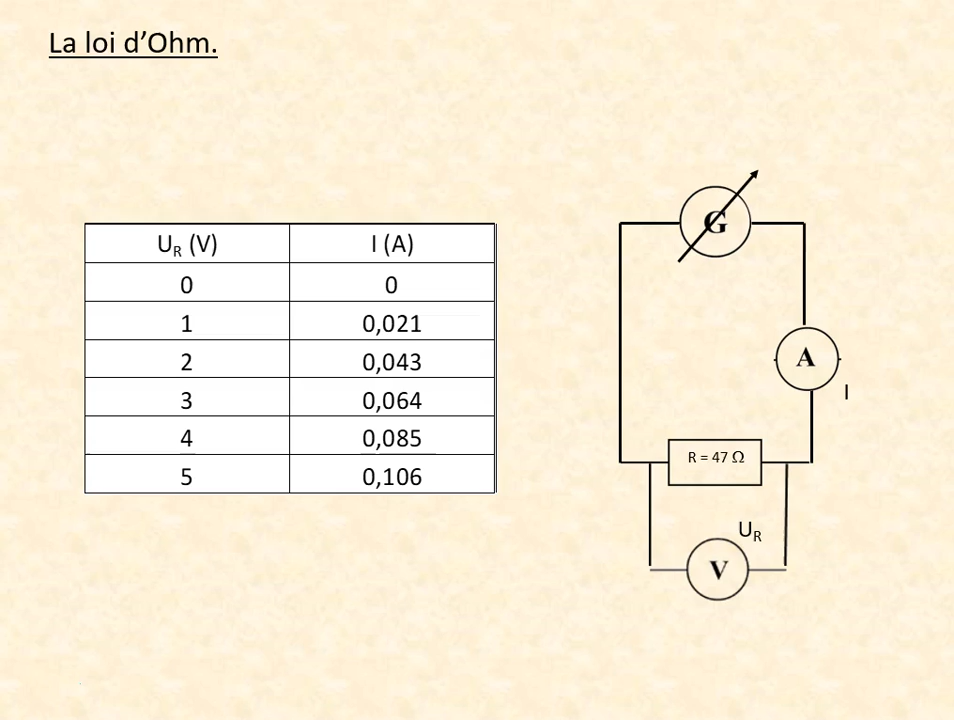 La loi d’Ohm.
U_R (V) I (A)
0 0
1 0,021
2 0,043
3 0,064
4 0,085
5 0,106
G
A
I
R = 47 Ω
U_R
V